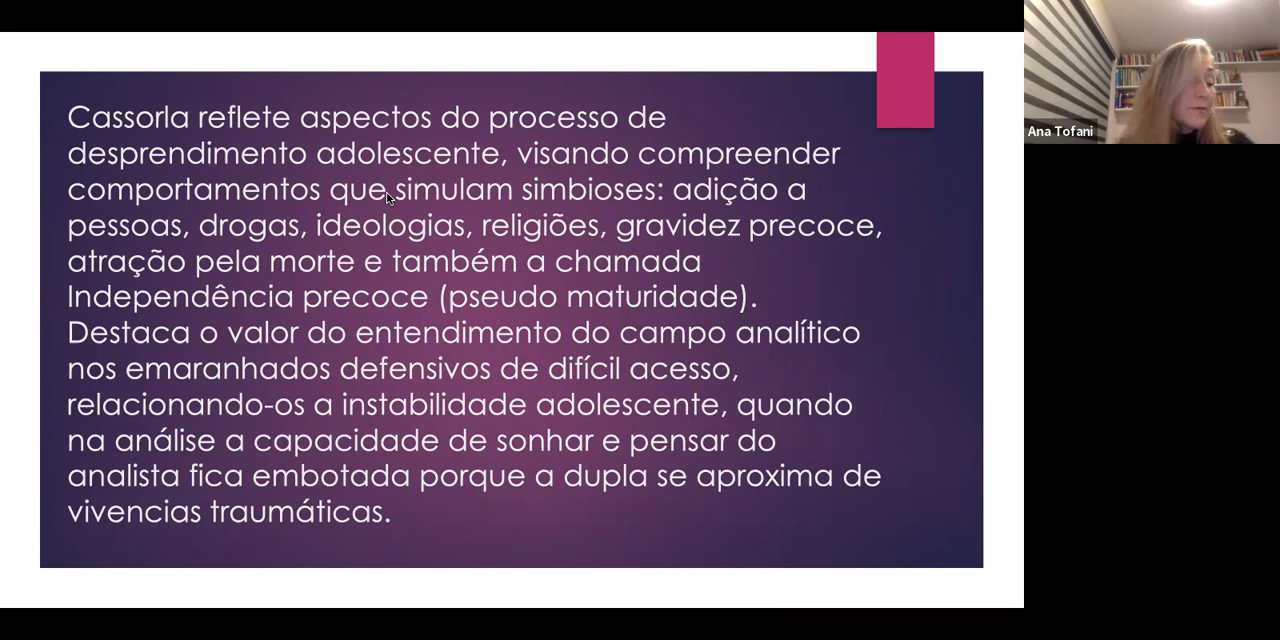 Cassorla reflete aspectos do processo de
desprendimento adolescente, visando compreender
comportamentos que simulam simbioses: adição a
pessoas, drogas, ideologias, religiões, gravidez precoce,
atração pela morte e também a chamada
Independência precoce (pseudo maturidade).
Destaca o valor do entendimento do campo analítico
nos emaranhados defensivos de difícil acesso,
relacionando-os a instabilidade adolescente, quando
na análise a capacidade de sonhar e pensar do
analista fica embotada porque a dupla se aproxima de
vivencias traumáticas.
Ana Tofani